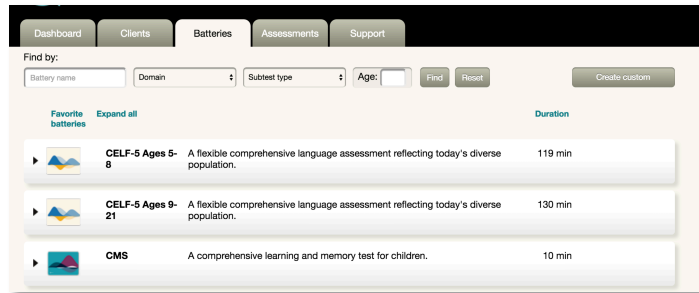 Dashboard Clients Batteries Assessments Support
Find by:
Battery name Domain Subtest type Age: Find Reset Create custom
Favorite batteries Expand all Duration
CELF-5 Ages 5-8 A flexible comprehensive language assessment reflecting today's diverse population. 119 min
CELF-5 Ages 9-21 A flexible comprehensive language assessment reflecting today's diverse population. 130 min
CMS A comprehensive learning and memory test for children. 10 min